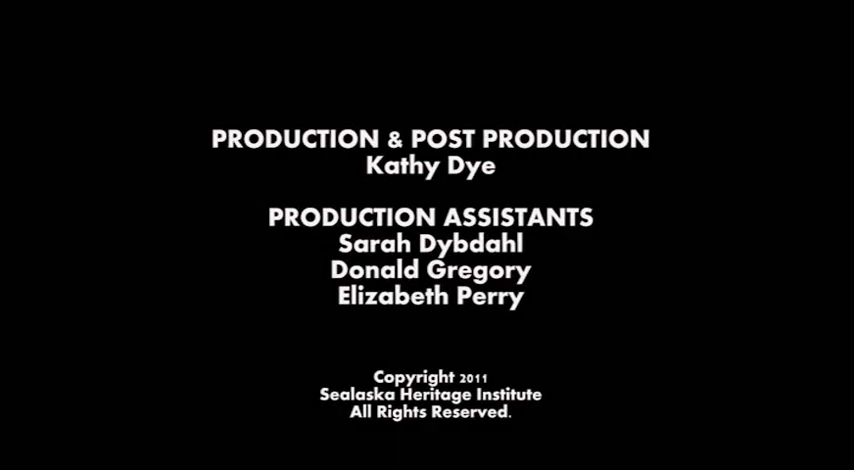 PRODUCTION & POST PRODUCTION
Kathy Dye
PRODUCTION ASSISTANTS
Sarah Dybdahl
Donald Gregory
Elizabeth Perry
Copyright 2011
Sealaska Heritage Institute
All Rights Reserved.